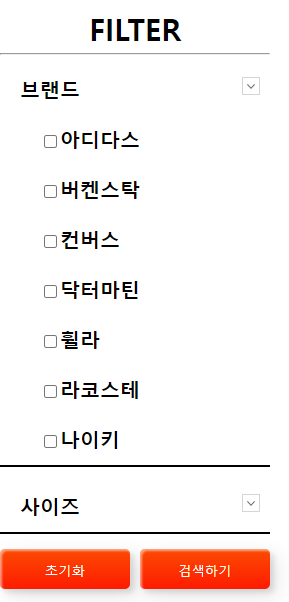 FILTER
브랜드
아디다스
버켄스탁
컨버스
닥터마틴
휠라
라코스테
나이키
사이즈
초기화 검색하기